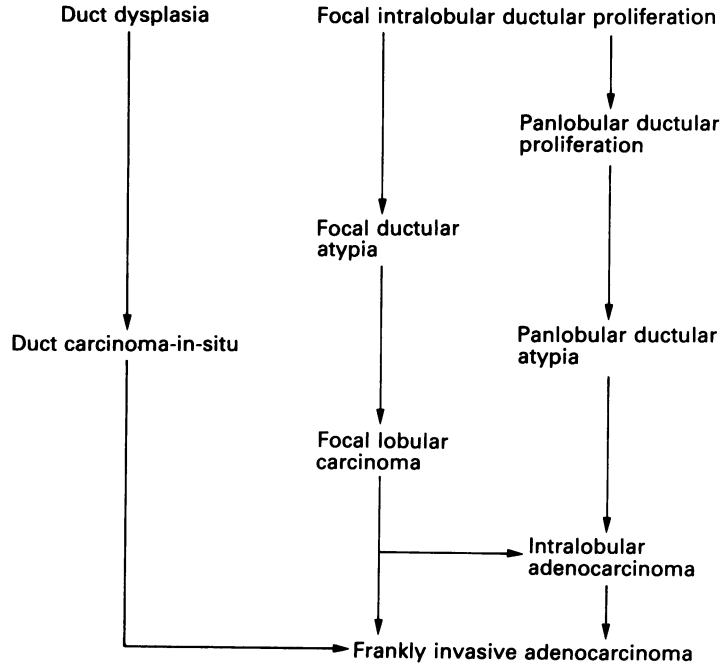 Duct dysplasia
Focal intralobular ductular proliferation
Panlobular ductular
proliferation
Focal ductular
atypia
Duct carcinoma-in-situ
Panlobular ductular
atypia
Focal lobular
carcinoma
Intralobular
adenocarcinoma
Frankly invasive adenocarcinoma